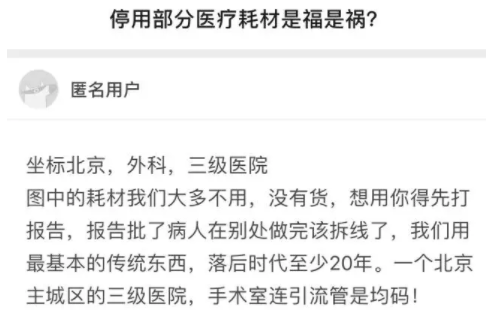 停用部分医疗耗材是福是祸?
匿名用户
坐标北京，外科，三级医院
图中的耗材我们大多不用，没有货，想用你得先打
报告，报告批了病人在别处做完该拆线了，我们用
最基本的传统东西，落后时代至少20年。一个北京
主城区的三级医院，手术室连引流管是均码！